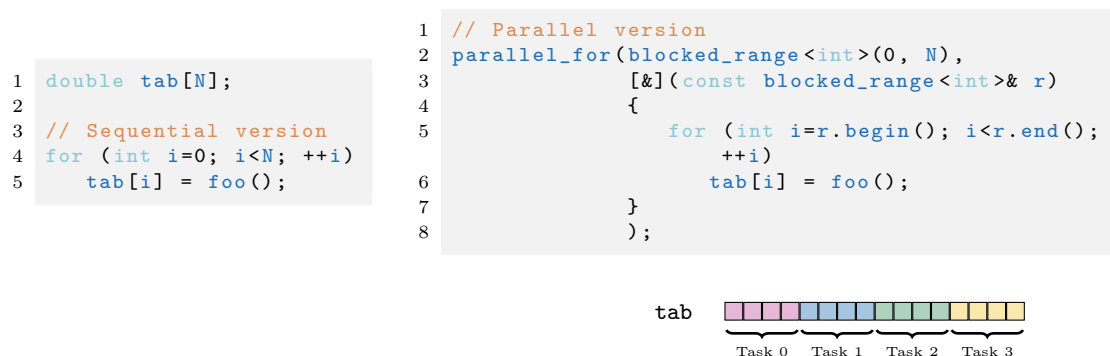 1 double tab[N];
2
3 // Sequential version
4 for (int i=0; i<N; ++i)
5    tab[i] = foo();
1 // Parallel version
2 parallel_for(blocked_range<int>(0, N),
3              [&](const blocked_range<int>& r)
4              {
5                 for (int i=r.begin(); i<r.end();
                      ++i)
6                    tab[i] = foo();
7              }
8              );
tab
Task 0 Task 1 Task 2 Task 3